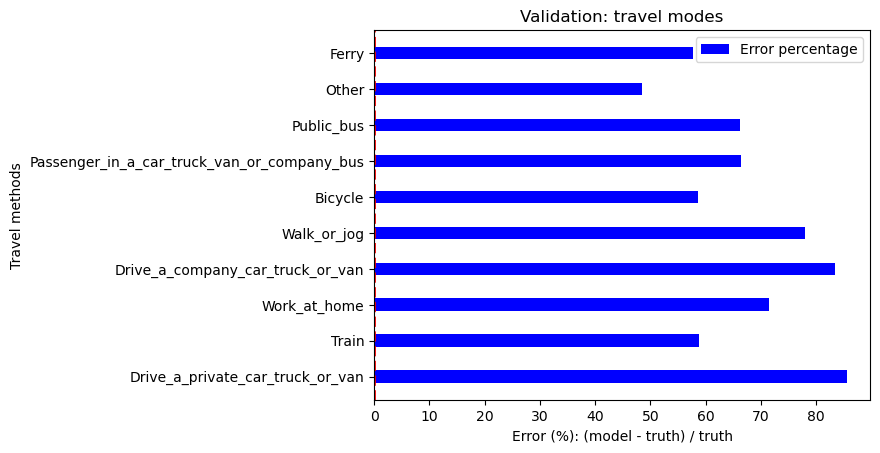 Validation: travel modes
Error percentage
Travel methods
Ferry
Other
Public_bus
Passenger_in_a_car_truck_van_or_company_bus
Bicycle
Walk_or_jog
Drive_a_company_car_truck_or_van
Work_at_home
Train
Drive_a_private_car_truck_or_van
0 10 20 30 40 50 60 70 80
Error (%): (model - truth) / truth